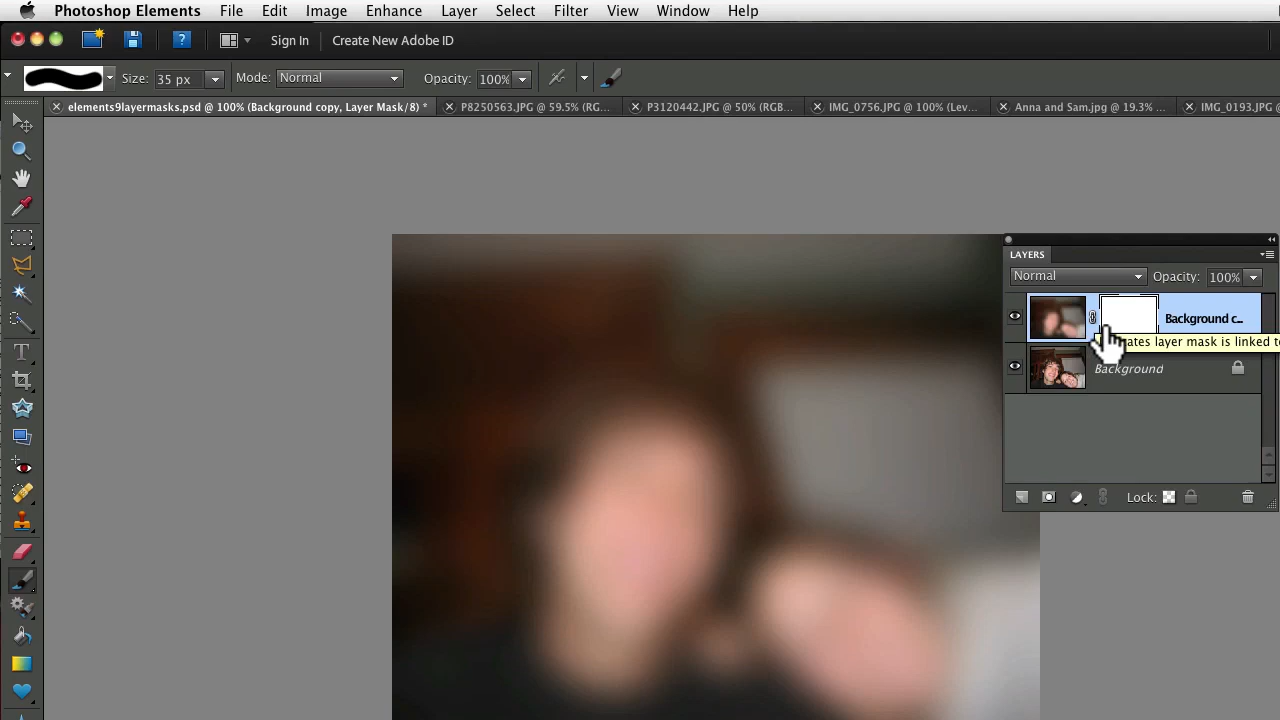 Photoshop Elements File Edit Image Enhance Layer Select Filter View Window Help
Sign In Create New Adobe ID
Size: 35 px Mode: Normal Opacity: 100%
elements9layermasks.psd @ 100% (Background copy, Layer Mask/8) * P8250563.JPG @ 59.5% (RG... P3120442.JPG @ 50% (RGB... IMG_0756.JPG @ 100% (Lev... Anna and Sam.jpg @ 19.3% ... IMG_0193.JPG @
LAYERS
Normal Opacity: 100%
Background c...
layer mask is linked
Background
Lock: